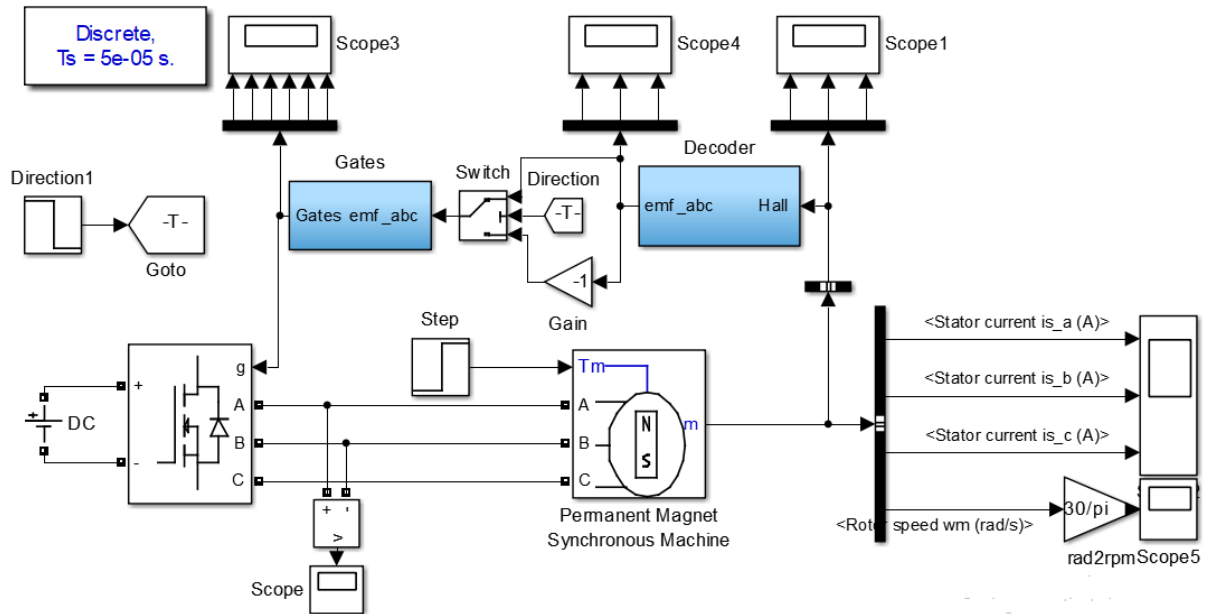 Discrete,
Ts = 5e-05 s.
Scope3
Scope4
Scope1
Direction1
-T-
Goto
Gates
Gates emf_abc
Switch
Direction
-T-
Decoder
emf_abc Hall
-1
Gain
Step
DC
+
-
g
A
B
C
Tm
A
B
C
N
S
m
Permanent Magnet
Synchronous Machine
+
-
v
Scope
<Stator current is_a (A)>
<Stator current is_b (A)>
<Stator current is_c (A)>
<Rotor speed wm (rad/s)>
30/pi
rad2rpm
Scope5